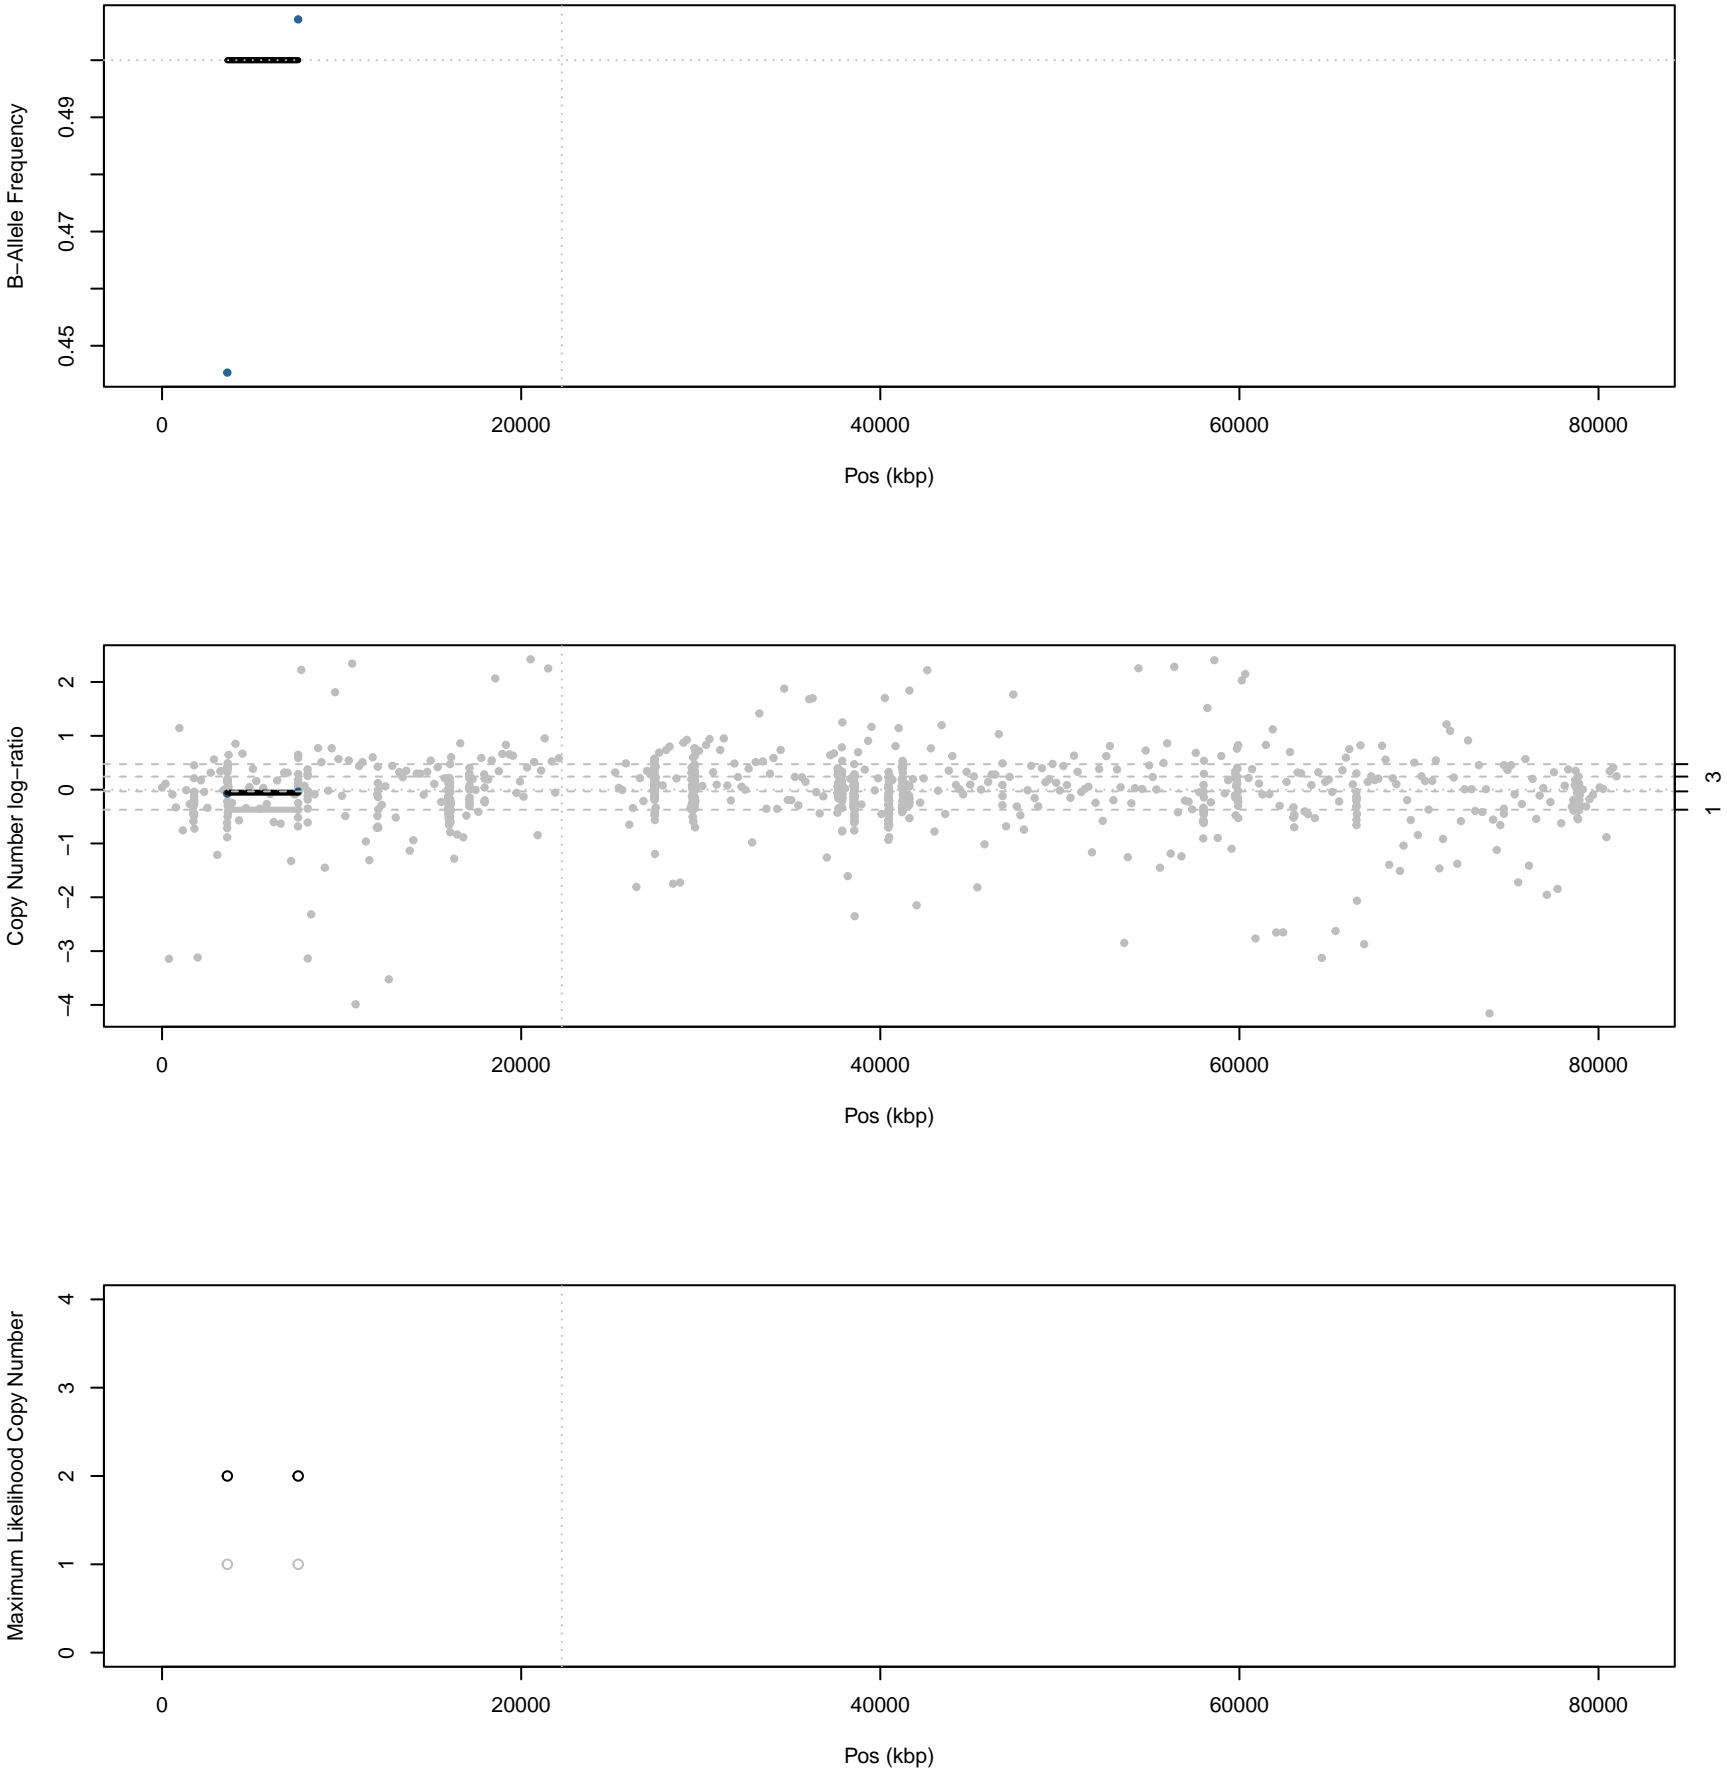 B−Allele Frequency
0.49
0.47
0.45
0 20000 40000 60000 80000
Pos (kbp)
Copy Number log−ratio
2
1
0
−1
−2
−3
−4
3
1
0 20000 40000 60000 80000
Pos (kbp)
Maximum Likelihood Copy Number
4
3
2
1
0
0 20000 40000 60000 80000
Pos (kbp)